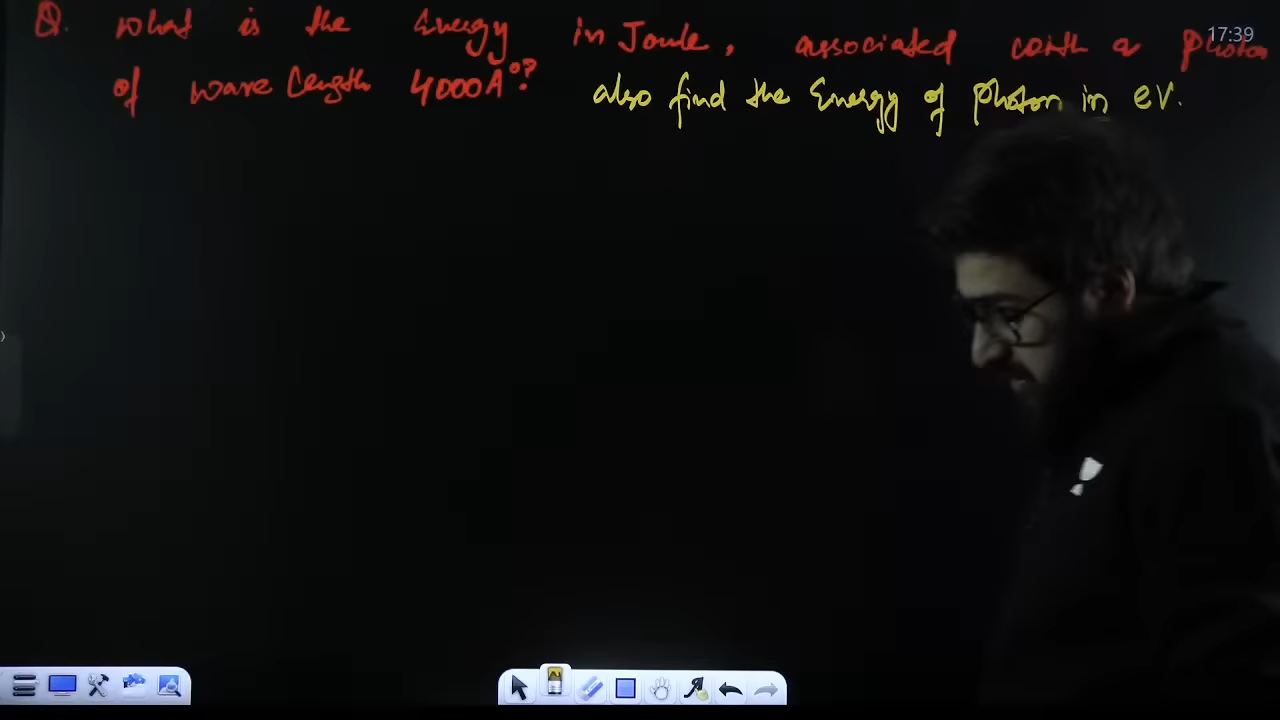 17:39
Q. What is the Energy in Joule, associated with a photon
of wave length 4000A°? also find the Energy of photon in eV.